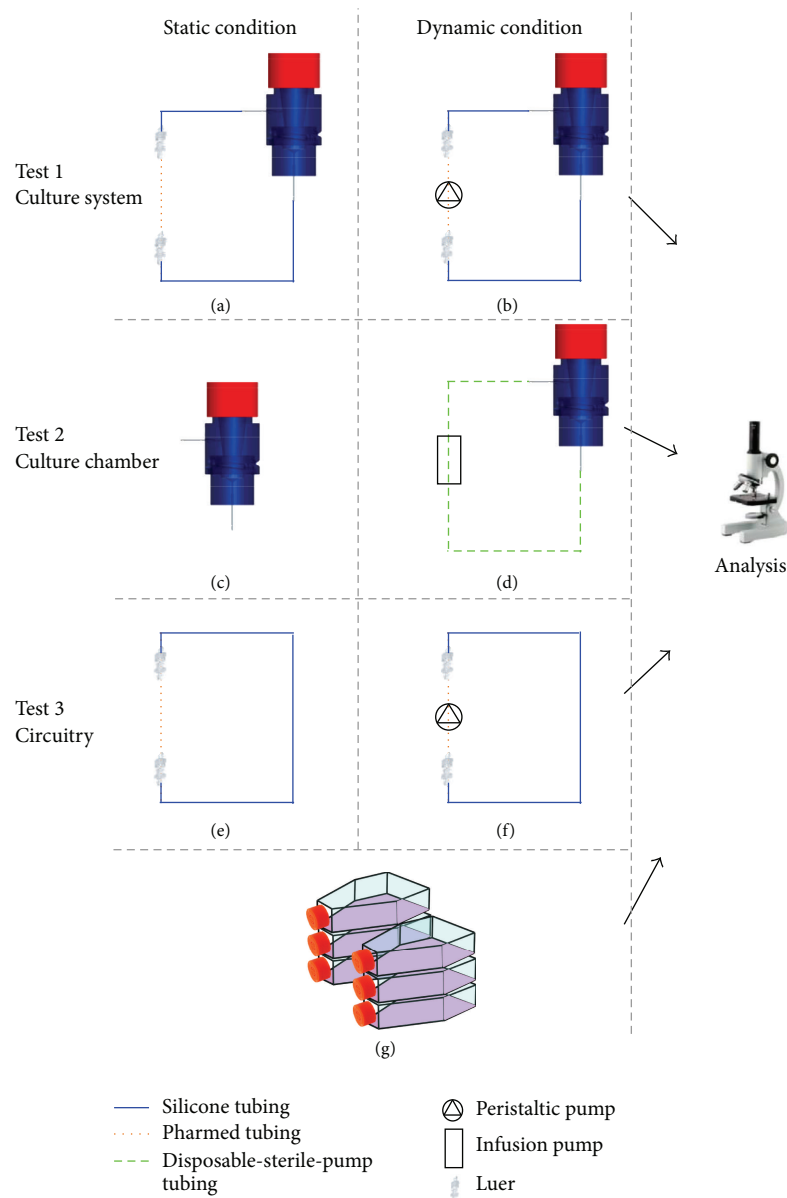 Static condition
Dynamic condition
Test 1
Culture system
(a)
(b)
Test 2
Culture chamber
(c)
(d)
Analysis
Test 3
Circuitry
(e)
(f)
(g)
Silicone tubing
Pharmed tubing
Disposable-sterile-pump
tubing
Peristaltic pump
Infusion pump
Luer